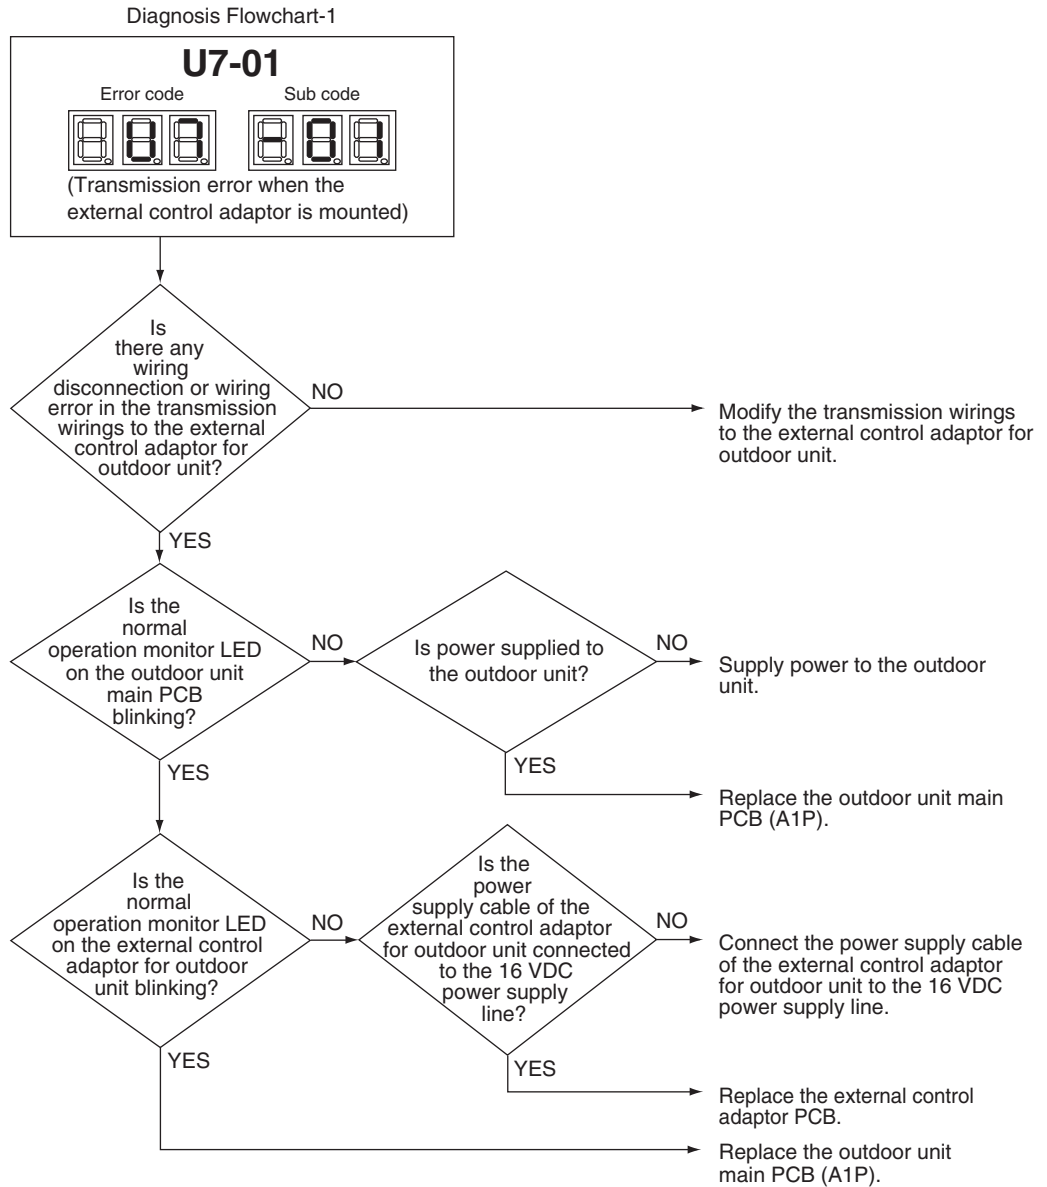 Diagnosis Flowchart-1
U7-01
Error code
Sub code
U7
-01
(Transmission error when the
external control adaptor is mounted)
Is
there any
wiring
disconnection or wiring
error in the transmission
wirings to the external
control adaptor for
outdoor unit?
NO
Modify the transmission wirings
to the external control adaptor for
outdoor unit.
YES
Is the
normal
operation monitor LED
on the outdoor unit
main PCB
blinking?
NO
Is power supplied to
the outdoor unit?
NO
Supply power to the outdoor
unit.
YES
Replace the outdoor unit main
PCB (A1P).
YES
Is the
normal
operation monitor LED
on the external control
adaptor for outdoor
unit blinking?
NO
Is the
power
supply cable of the
external control adaptor
for outdoor unit connected
to the 16 VDC
power supply
line?
NO
Connect the power supply cable
of the external control adaptor
for outdoor unit to the 16 VDC
power supply line.
YES
Replace the external control
adaptor PCB.
YES
Replace the outdoor unit
main PCB (A1P).